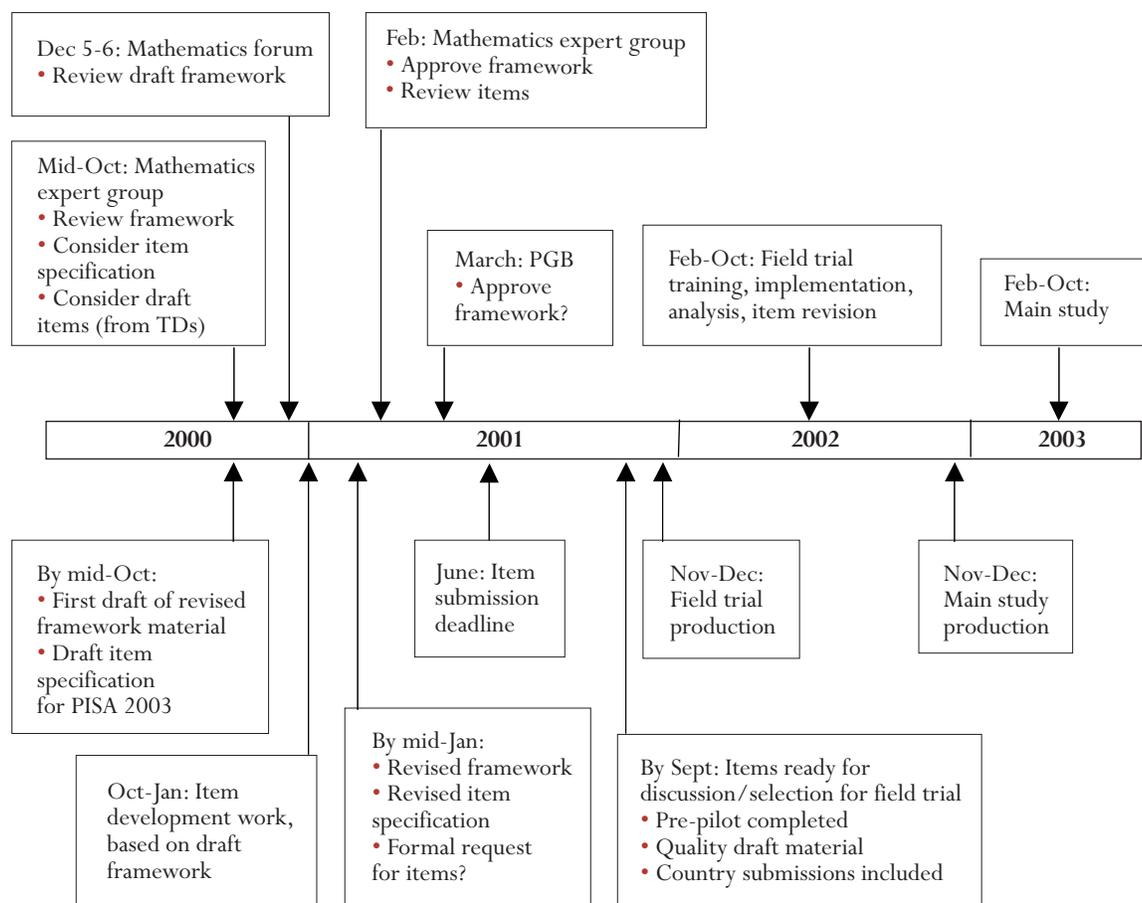 Dec 5-6: Mathematics forum
• Review draft framework
Feb: Mathematics expert group
• Approve framework
• Review items
Mid-Oct: Mathematics
expert group
• Review framework
• Consider item
specification
• Consider draft
items (from TDs)
March: PGB
• Approve
framework?
Feb-Oct: Field trial
training, implementation,
analysis, item revision
Feb-Oct:
Main study
2000
2001
2002
2003
By mid-Oct:
• First draft of revised
framework material
• Draft item
specification
for PISA 2003
June: Item
submission
deadline
Nov-Dec:
Field trial
production
Nov-Dec:
Main study
production
Oct-Jan: Item
development work,
based on draft
framework
By mid-Jan:
• Revised framework
• Revised item
specification
• Formal request
for items?
By Sept: Items ready for
discussion/selection for field trial
• Pre-pilot completed
• Quality draft material
• Country submissions included